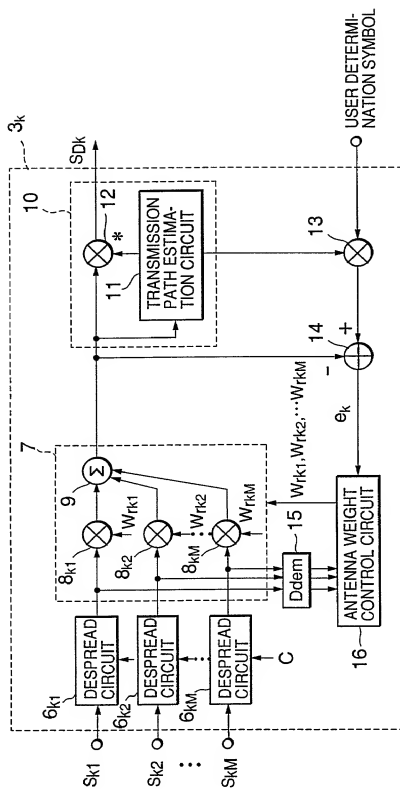 3k
10
SDk
12
*
11
TRANSMISSION
PATH ESTIMA-
TION CIRCUIT
USER DETERMI-
NATION SYMBOL
13
14
+
-
ek
7
9
Σ
8k1
Wrk1
8k2
Wrk2
8kM
WrkM
Wrk1, Wrk2, ... WrkM
15
Ddem
ANTENNA WEIGHT
CONTROL CIRCUIT
16
6k1
DESPREAD
CIRCUIT
6k2
DESPREAD
CIRCUIT
6kM
DESPREAD
CIRCUIT
C
Sk1
Sk2
SkM